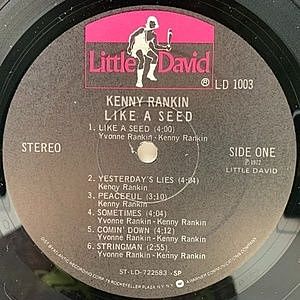 Little David
®
LD 1003
KENNY RANKIN
LIKE A SEED
1. LIKE A SEED (4:00)
Yvonne Rankin - Kenny Rankin
STEREO
SIDE ONE
℗ 1972
LITTLE DAVID
2. YESTERDAY'S LIES (4:04)
Kenny Rankin
3. PEACEFUL (3:10)
Kenny Rankin
4. SOMETIMES (4:04)
Yvonne Rankin - Kenny Rankin
5. COMIN' DOWN (4:12)
Yvonne Rankin - Kenny Rankin
6. STRINGMAN (2:55)
Yvonne Rankin - Kenny Rankin
ST-LD-722583-SP